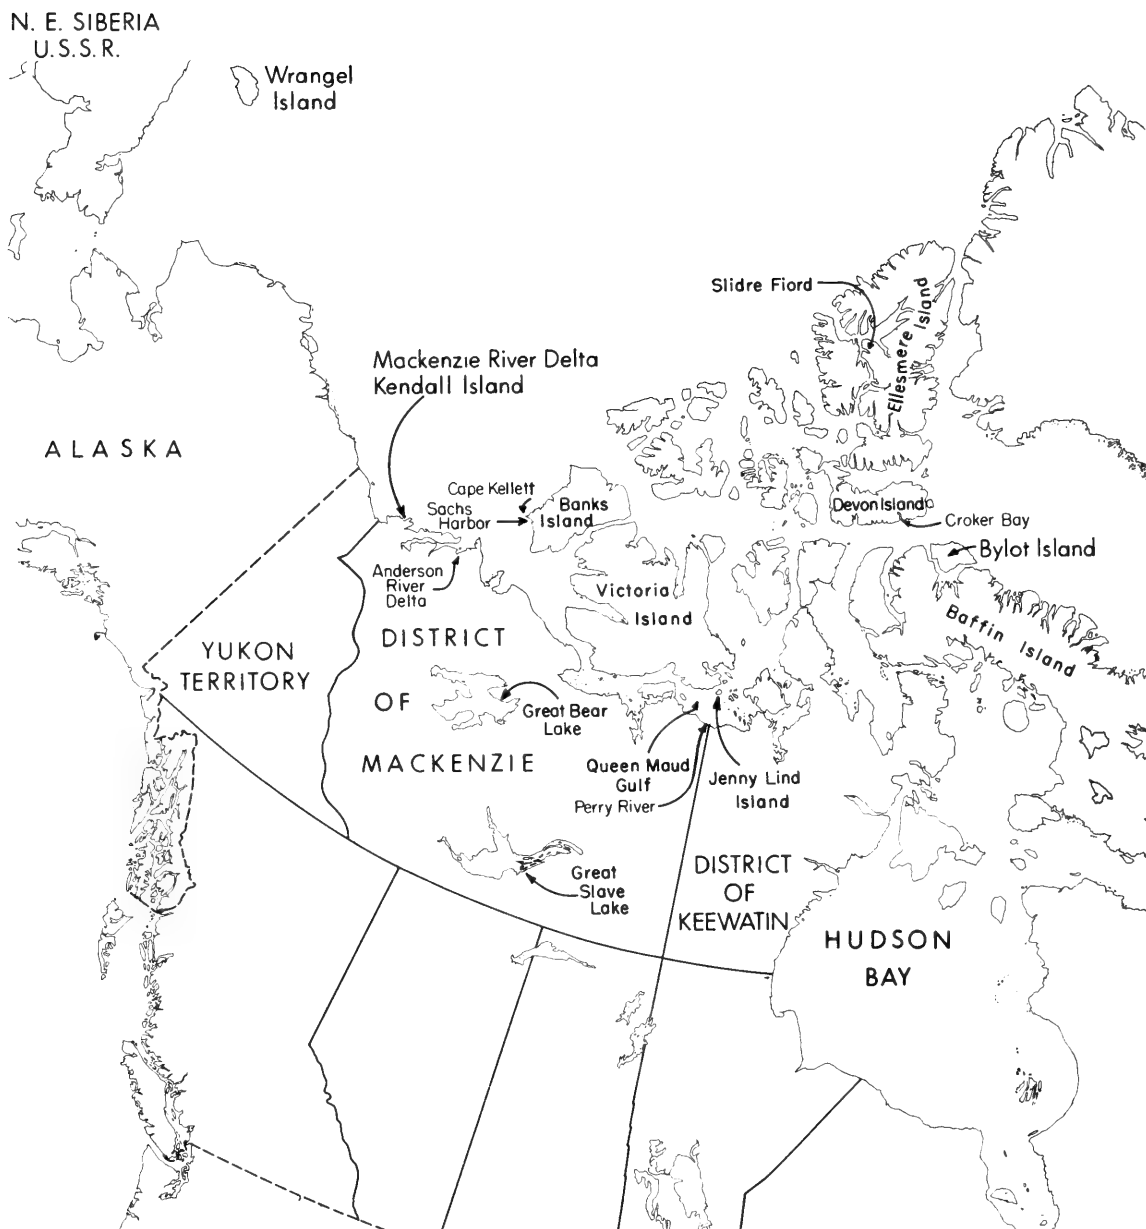 N. E. SIBERIA
U.S.S.R.
Wrangel
Island
Slidre Fiord
Ellesmere Island
Mackenzie River Delta
Kendall Island
ALASKA
Cape Kellett
Sachs
Harbor
Banks
Island
Devon Island
Croker Bay
Bylot Island
Anderson
River
Delta
Victoria
Island
Baffin Island
YUKON
TERRITORY
DISTRICT
OF
MACKENZIE
Great Bear
Lake
Queen Maud
Gulf
Perry River
Jenny Lind
Island
Great
Slave
Lake
DISTRICT
OF
KEEWATIN
HUDSON
BAY